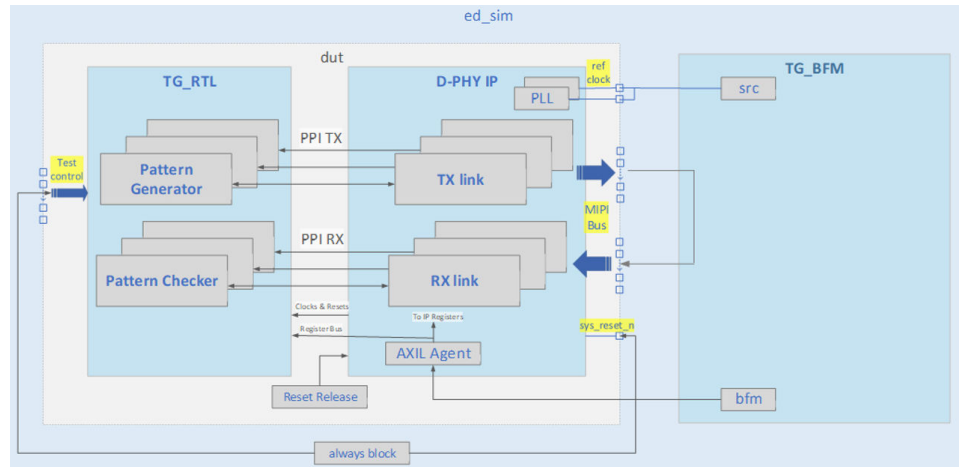 ed_sim
dut
ref
clock
TG_RTL
D-PHY IP
TG_BFM
PLL
src
PPI TX
Test
control
Pattern
Generator
TX link
MIPI
Bus
PPI RX
Pattern Checker
RX link
Clocks & Resets
To IP Registers
Register Bus
sys_reset_n
AXIL Agent
Reset Release
bfm
always block